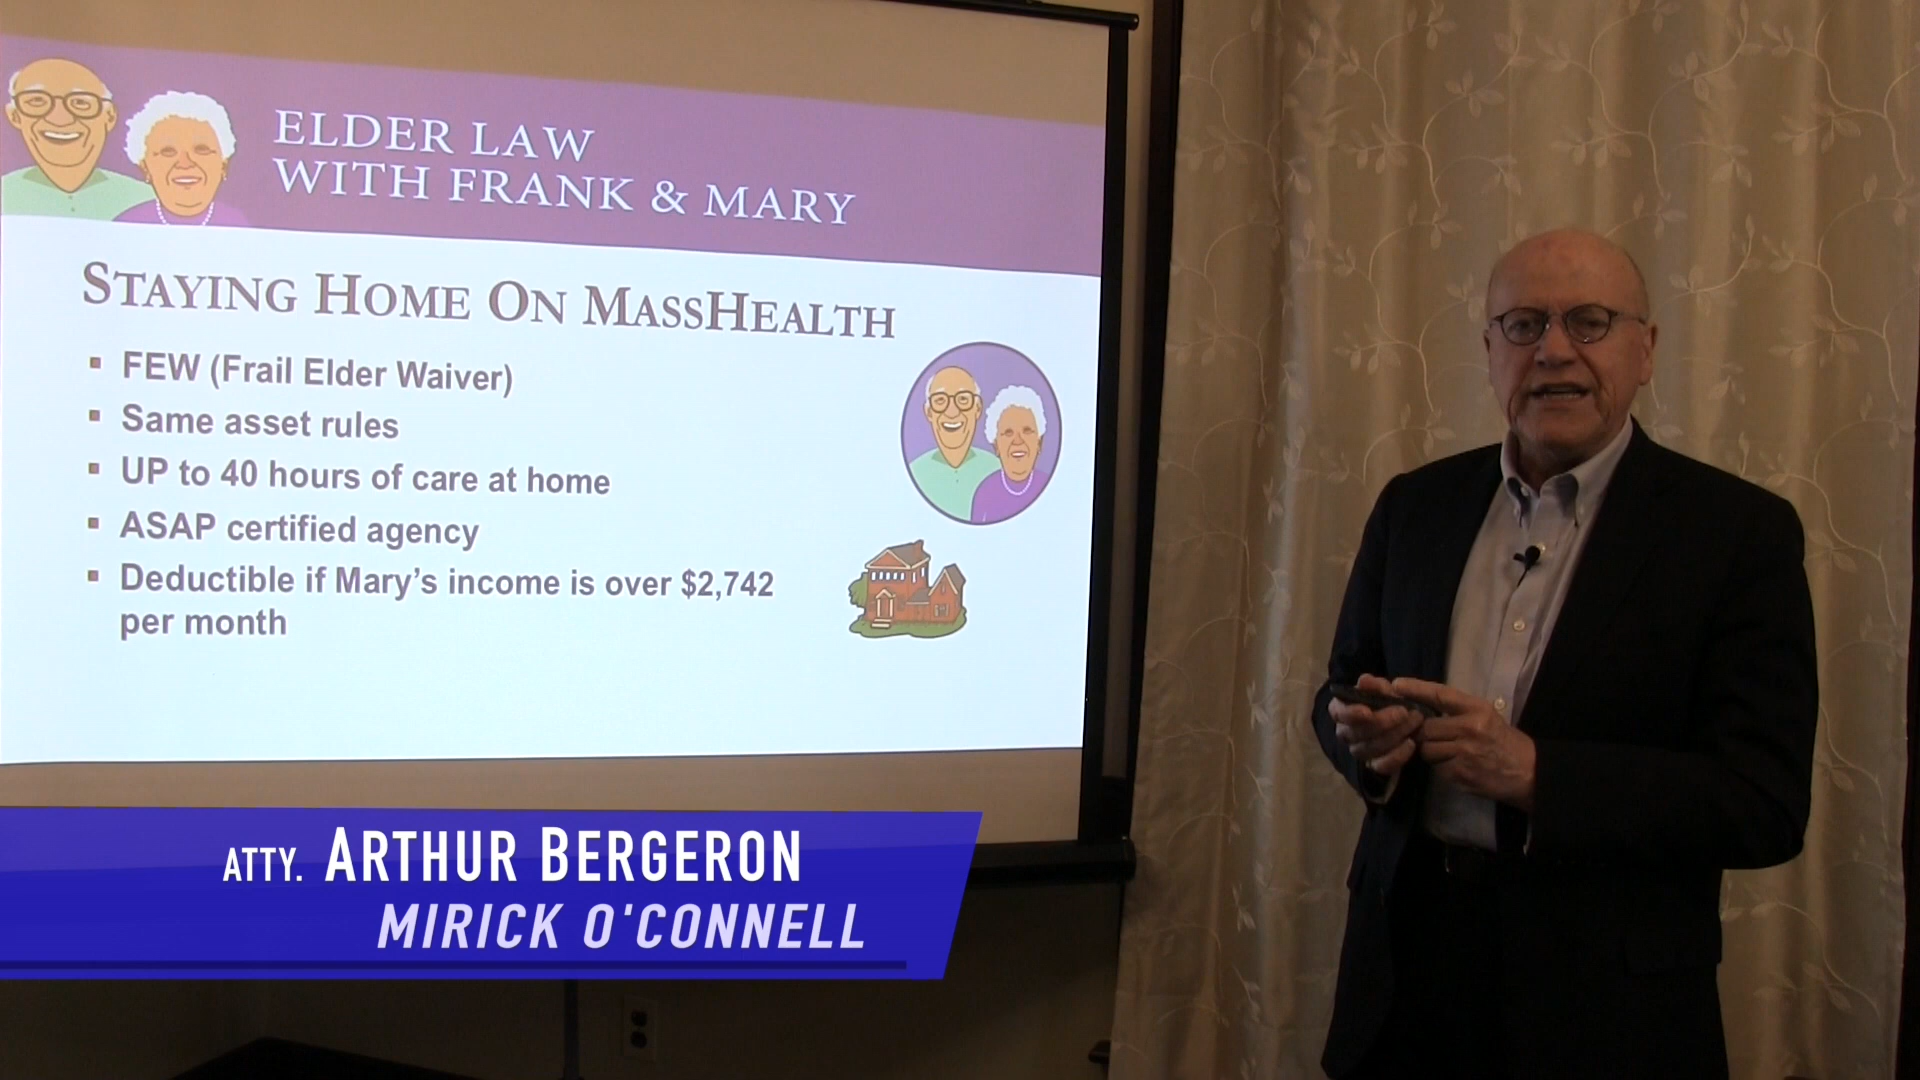 ELDER LAW
WITH FRANK & MARY
STAYING HOME ON MASSHEALTH
▪ FEW (Frail Elder Waiver)
▪ Same asset rules
▪ UP to 40 hours of care at home
▪ ASAP certified agency
▪ Deductible if Mary's income is over $2,742
per month
ATTY. ARTHUR BERGERON
MIRICK O'CONNELL